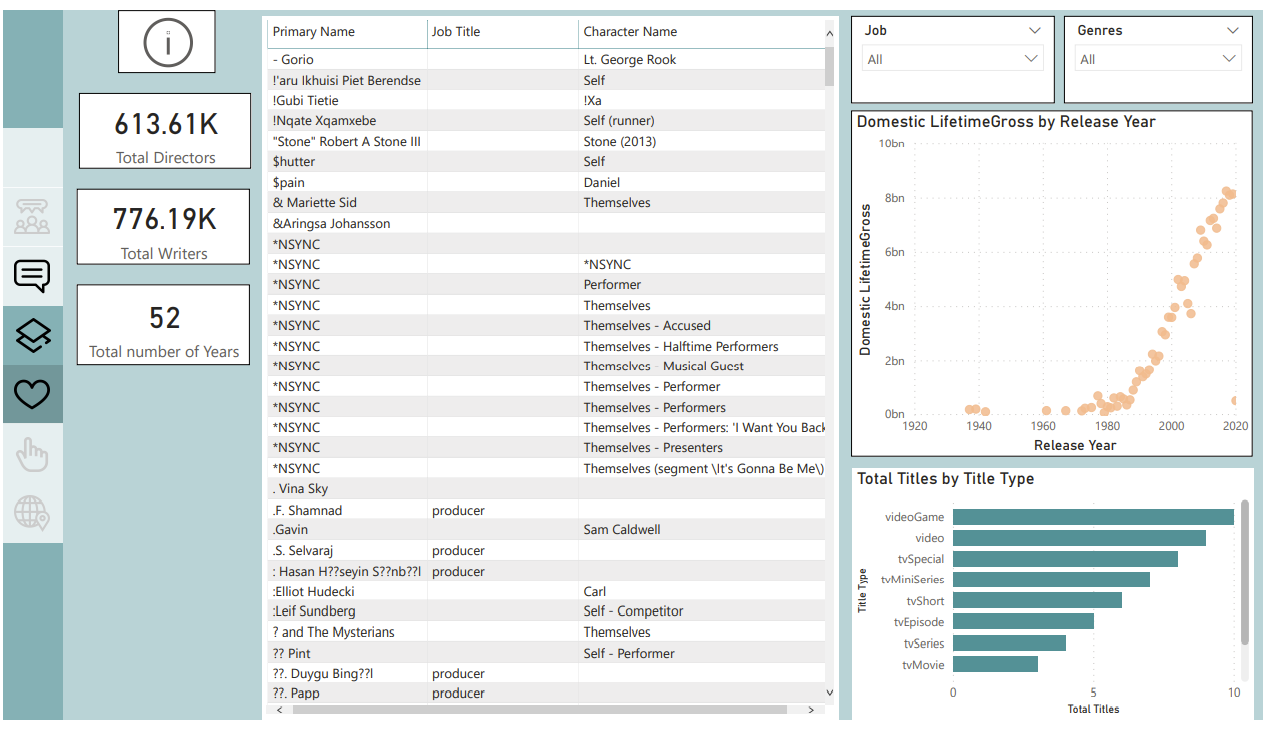 i
613.61K
Total Directors
776.19K
Total Writers
52
Total number of Years
Primary Name Job Title Character Name
- Gorio Lt. George Rook
!'aru Ikhuisi Piet Berendse Self
!Gubi Tietie !Xa
!Nqate Xqamxebe Self (runner)
"Stone" Robert A Stone III Stone (2013)
$hutter Self
$pain Daniel
& Mariette Sid Themselves
&Aringsa Johansson
*NSYNC
*NSYNC *NSYNC
*NSYNC Performer
*NSYNC Themselves
*NSYNC Themselves - Accused
*NSYNC Themselves - Halftime Performers
*NSYNC Themselves - Musical Guest
*NSYNC Themselves - Performer
*NSYNC Themselves - Performers
*NSYNC Themselves - Performers: 'I Want You Back
*NSYNC Themselves - Presenters
*NSYNC Themselves (segment \It's Gonna Be Me\)
. Vina Sky
.F. Shamnad producer
.Gavin Sam Caldwell
.S. Selvaraj producer
: Hasan H??seyin S??nb??l producer
:Elliot Hudecki Carl
:Leif Sundberg Self - Competitor
? and The Mysterians Themselves
?? Pint Self - Performer
??. Duygu Bing??l producer
??. Papp producer
Job
All
Genres
All
Domestic LifetimeGross by Release Year
10bn
8bn
6bn
4bn
2bn
0bn
Domestic LifetimeGross
1920 1940 1960 1980 2000 2020
Release Year
Total Titles by Title Type
Title Type
videoGame
video
tvSpecial
tvMiniSeries
tvShort
tvEpisode
tvSeries
tvMovie
0 5 10
Total Titles